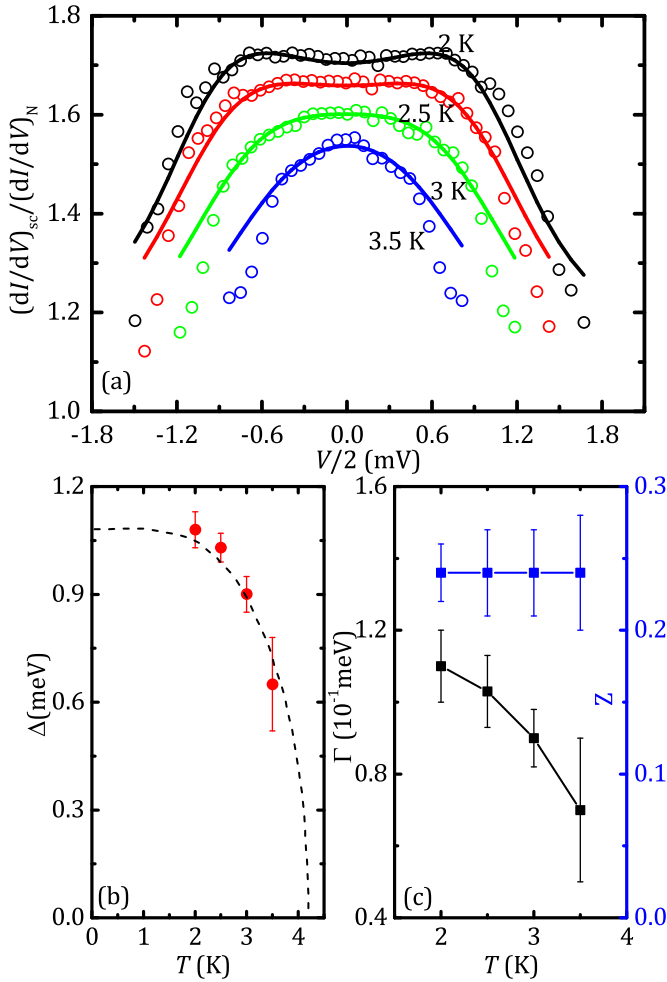 (dI/dV)sc/(dI/dV)N
1.8
1.6
1.4
1.2
1.0
2 K
2.5 K
3 K
3.5 K
(a)
-1.8 -1.2 -0.6 0.0 0.6 1.2 1.8
V/2 (mV)
Δ(meV)
1.2
0.9
0.6
0.3
0.0
(b)
0 1 2 3 4
T (K)
Γ (10⁻¹meV)
1.6
1.2
0.8
0.4
(c)
2 3 4
T (K)
0.3
0.2
0.1
0.0
Z